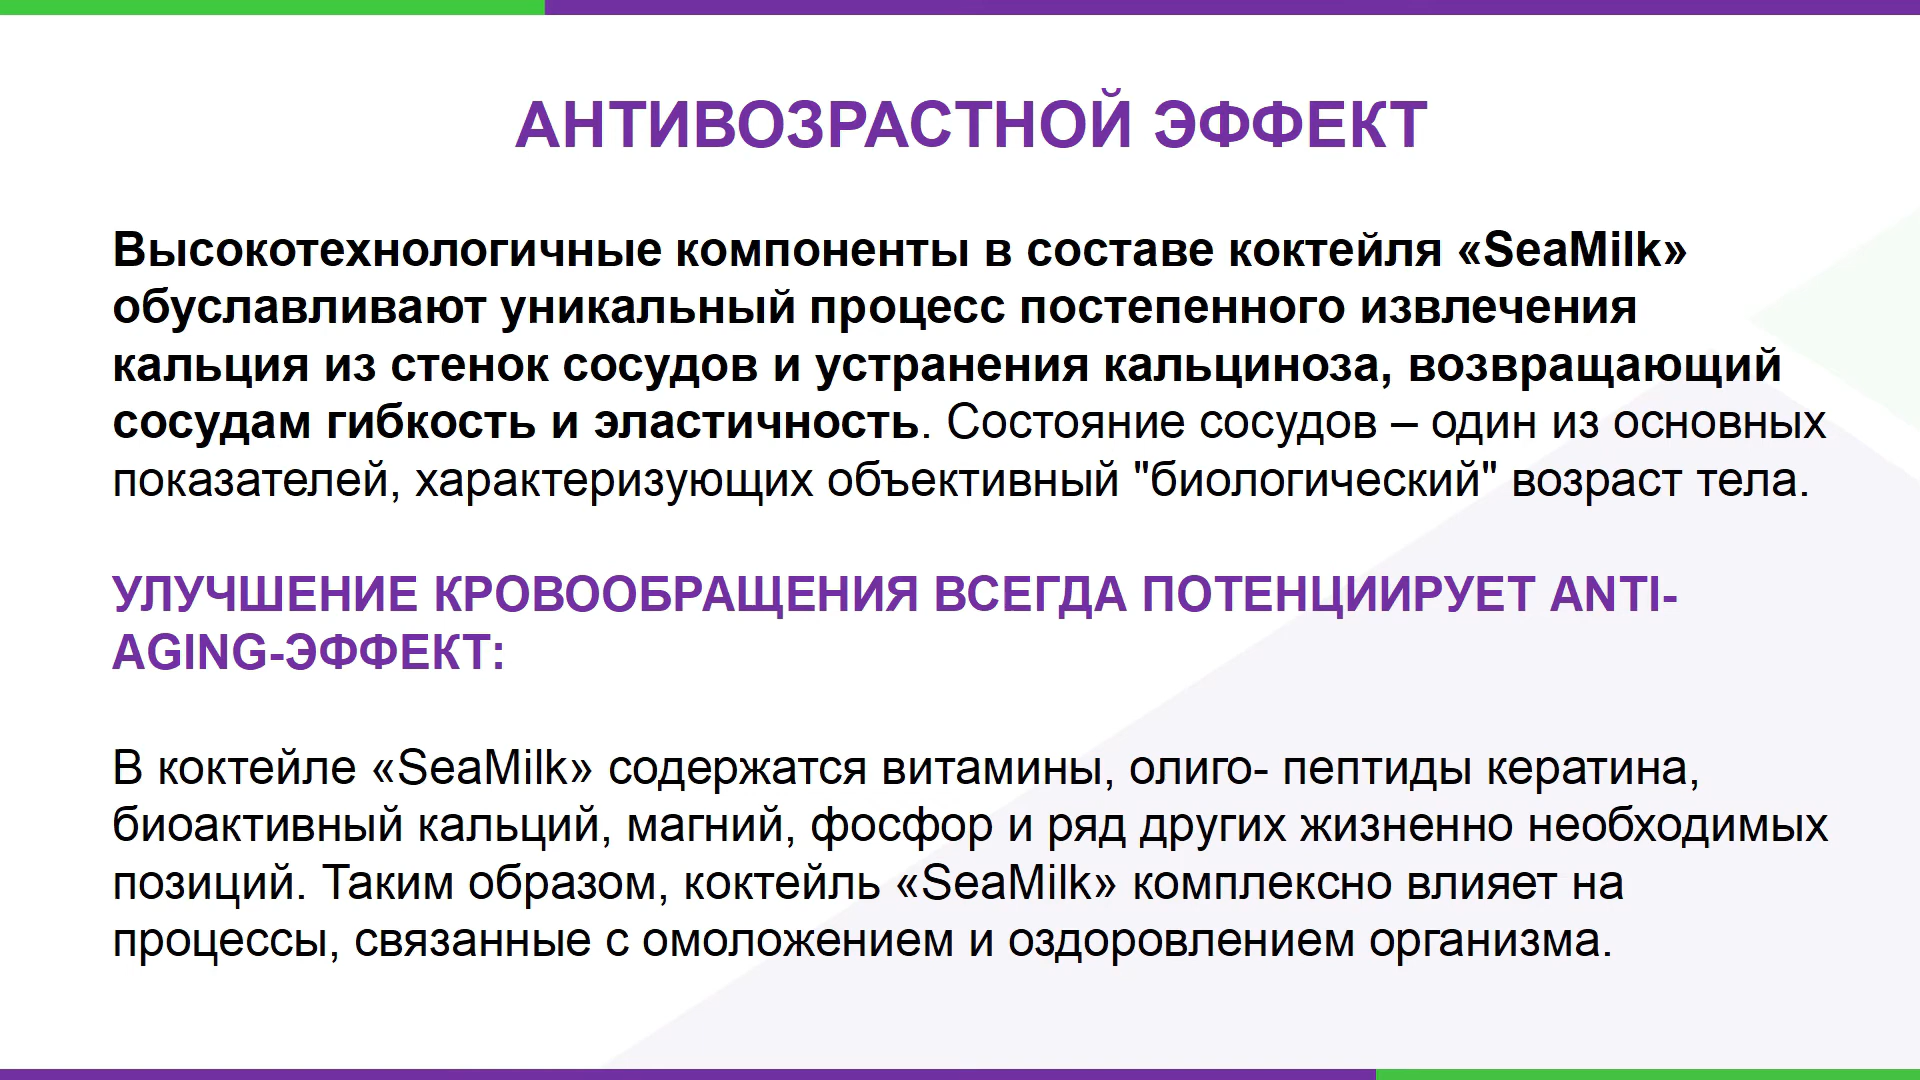 АНТИВОЗРАСТНОЙ ЭФФЕКТ
Высокотехнологичные компоненты в составе коктейля «SeaMilk»
обуславливают уникальный процесс постепенного извлечения
кальция из стенок сосудов и устранения кальциноза, возвращающий
сосудам гибкость и эластичность. Состояние сосудов – один из основных
показателей, характеризующих объективный "биологический" возраст тела.
УЛУЧШЕНИЕ КРОВООБРАЩЕНИЯ ВСЕГДА ПОТЕНЦИИРУЕТ ANTI-
AGING-ЭФФЕКТ:
В коктейле «SeaMilk» содержатся витамины, олиго- пептиды кератина,
биоактивный кальций, магний, фосфор и ряд других жизненно необходимых
позиций. Таким образом, коктейль «SeaMilk» комплексно влияет на
процессы, связанные с омоложением и оздоровлением организма.